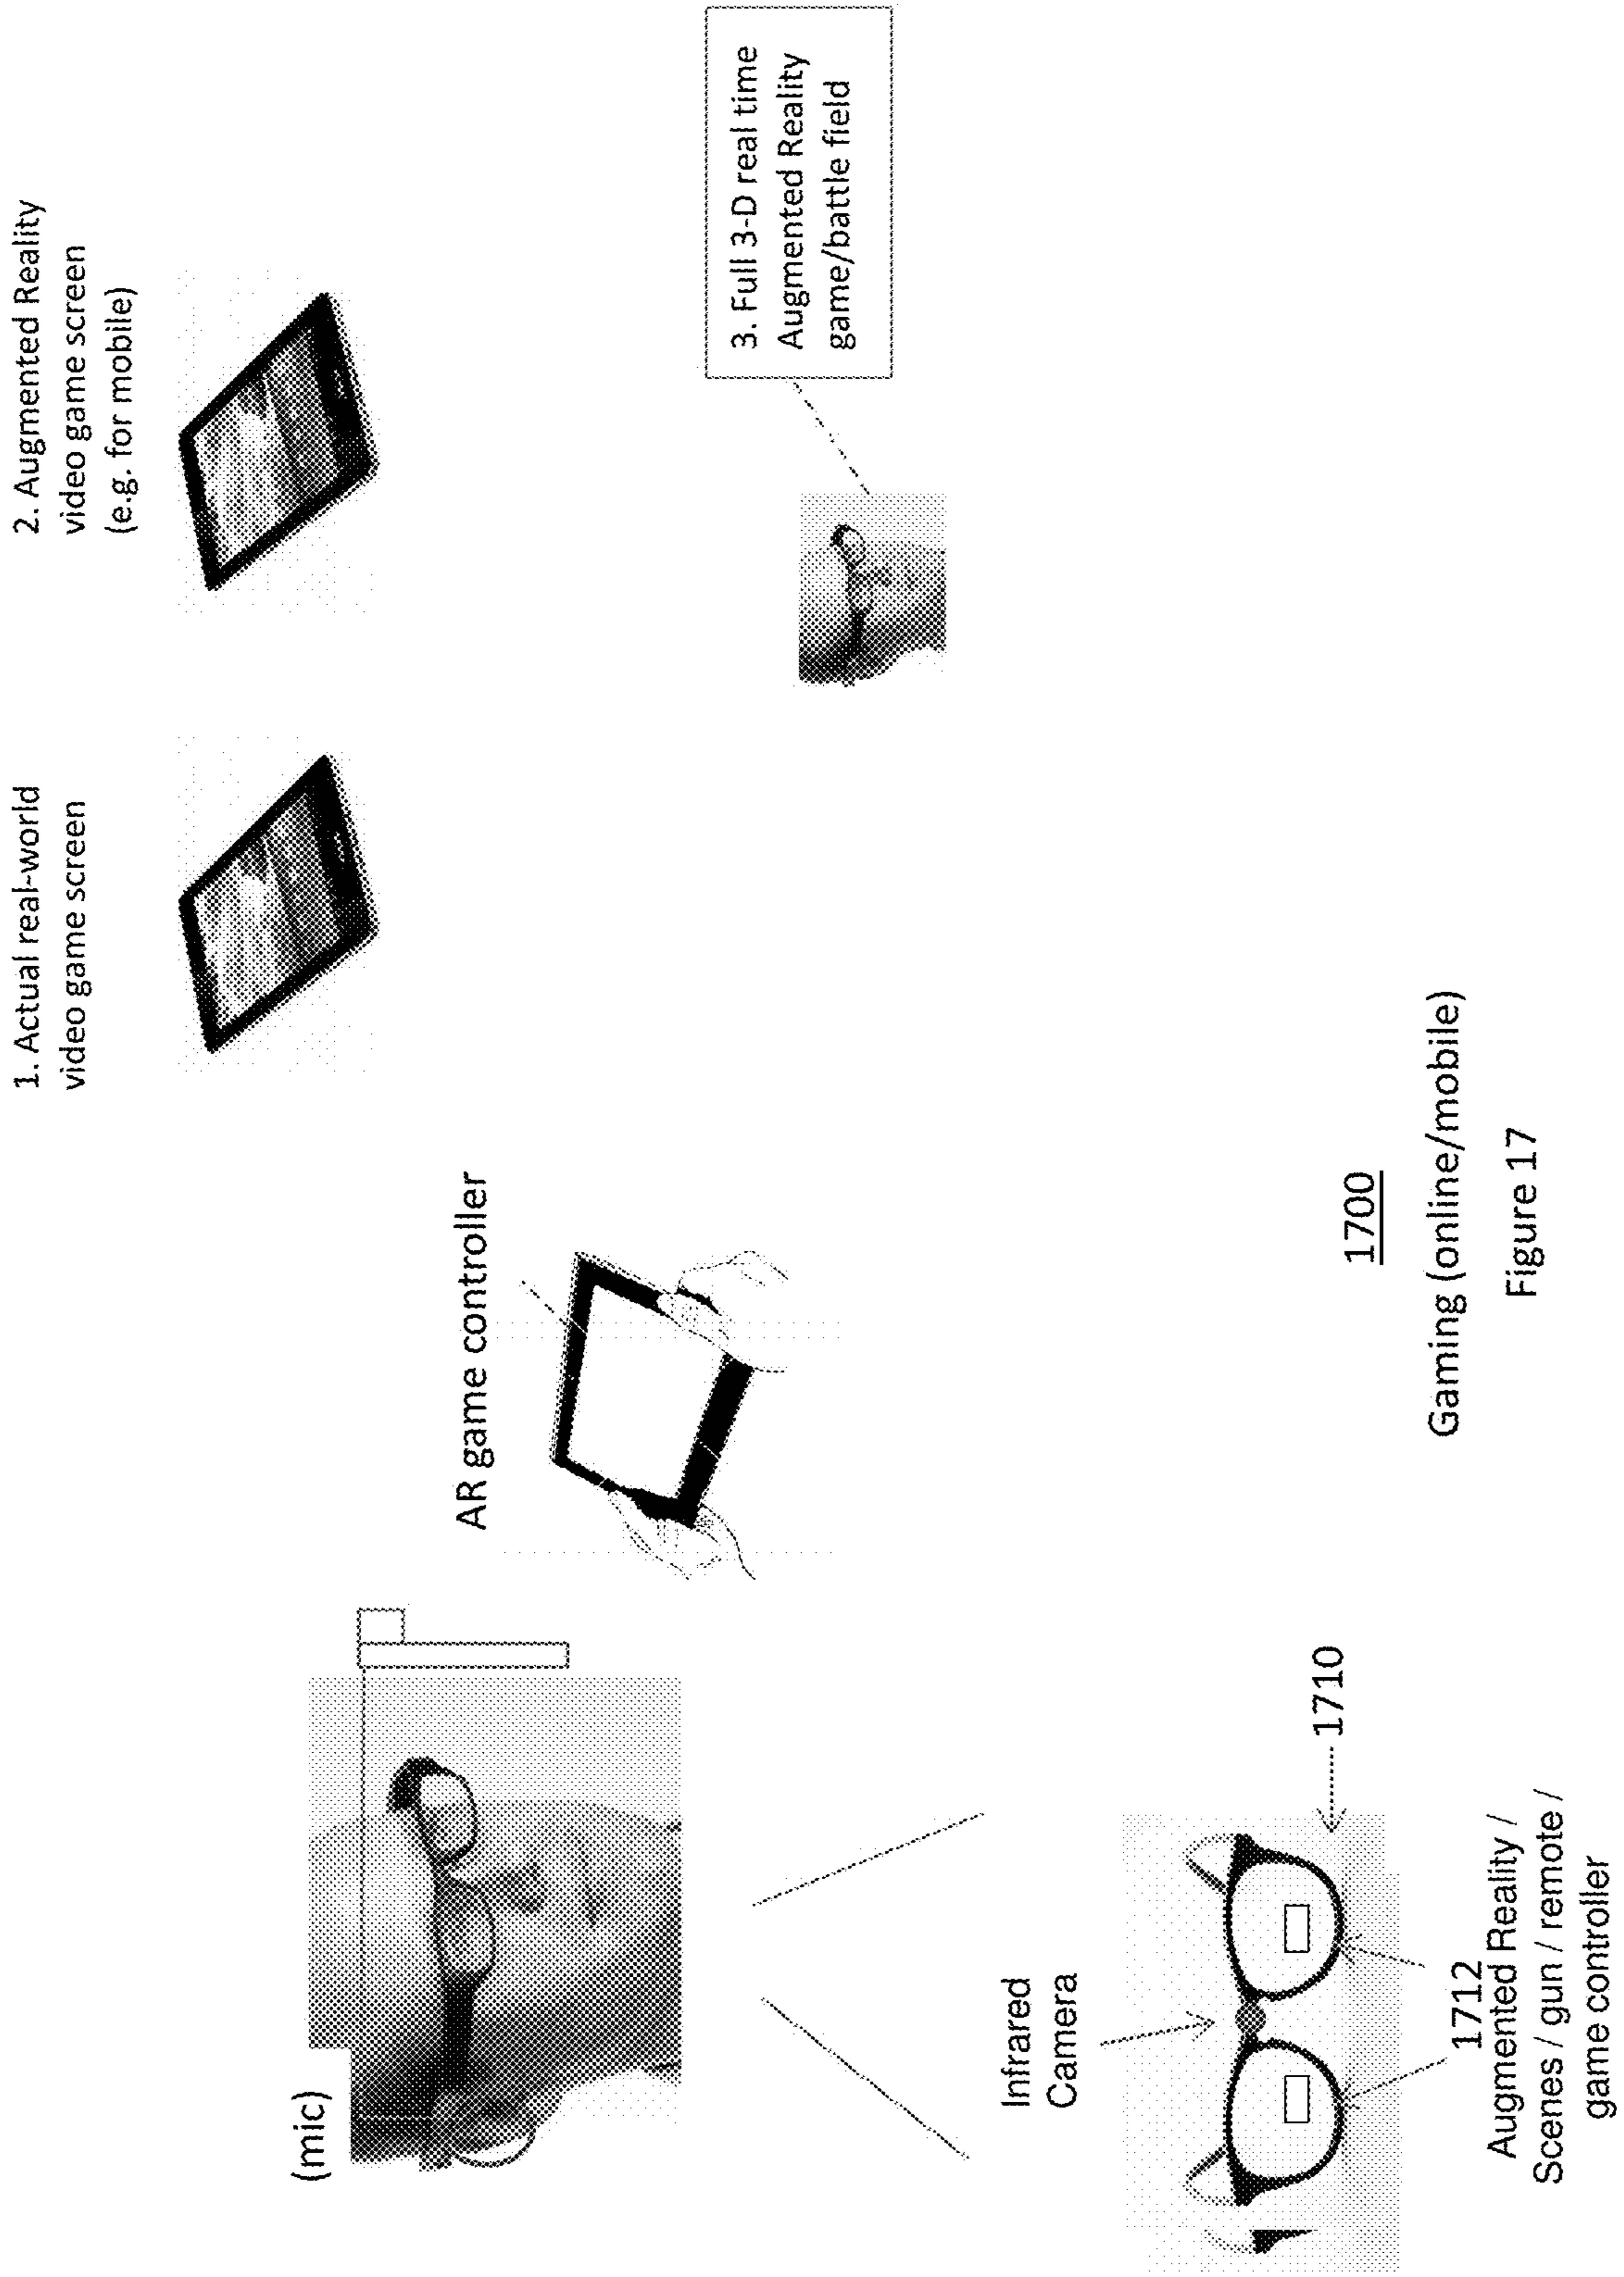 1. Actual real-world
video game screen
2. Augmented Reality
video game screen
(e.g. for mobile)
(mic)
AR game controller
3. Full 3-D real time
Augmented Reality
game/battle field
Infrared
Camera
1710
1712
Augmented Reality /
Scenes / gun / remote /
game controller
1700
Gaming (online/mobile)
Figure 17